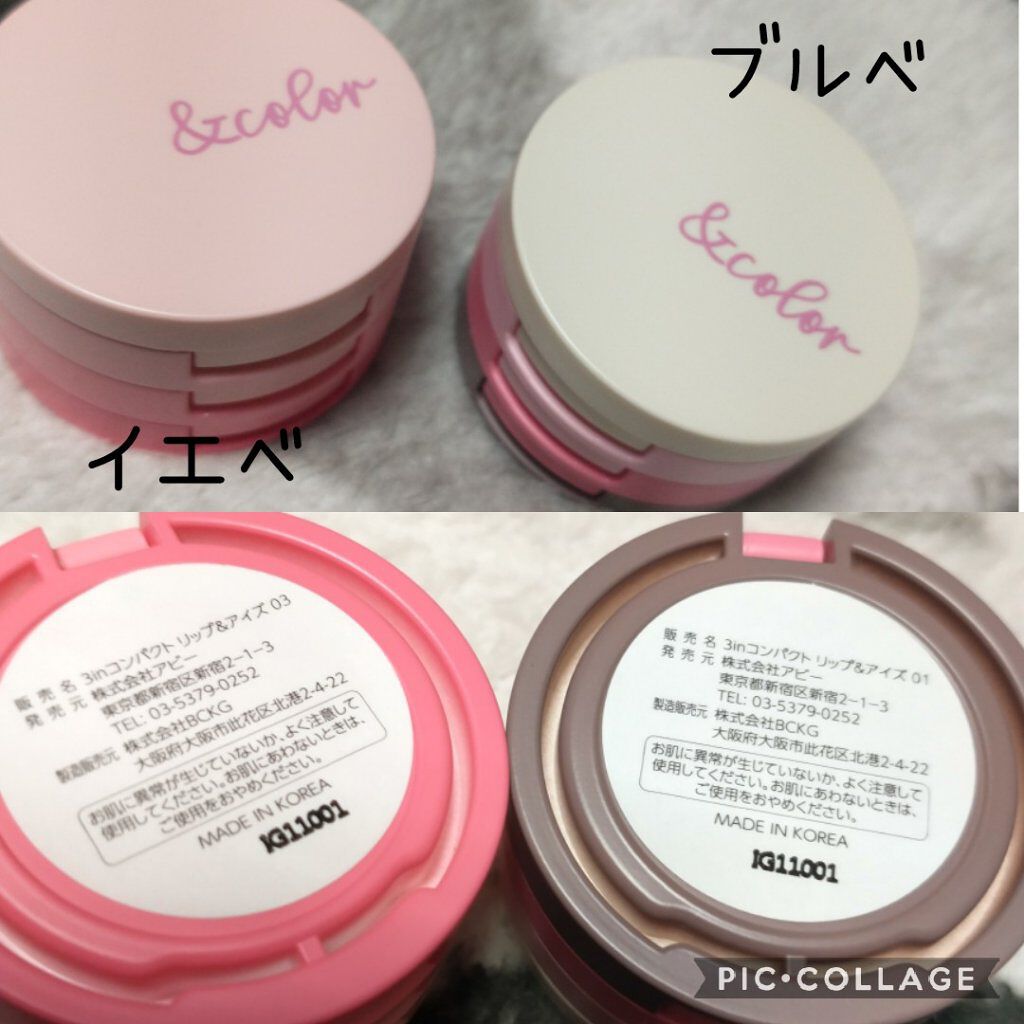 &color
ブルベ
&color
イエベ
販売名 3inコンパクト リップ&アイズ 03
発売元 株式会社アビー
東京都新宿区新宿2-1-3
TEL: 03-5379-0252
製造販売元 株式会社BCKG
大阪府大阪市此花区北港2-4-22
お肌に異常が生じていないか、よく注意して
使用してください。お肌にあわないときは、
ご使用をおやめください。
MADE IN KOREA
IG11001
販売名 3inコンパクト リップ&アイズ 01
発売元 株式会社アビー
東京都新宿区新宿2-1-3
TEL: 03-5379-0252
製造販売元 株式会社BCKG
大阪府大阪市此花区北港2-4-22
お肌に異常が生じていないか、よく注意して
使用してください。お肌にあわないときは、
ご使用をおやめください。
MADE IN KOREA
IG11001
PIC•COLLAGE